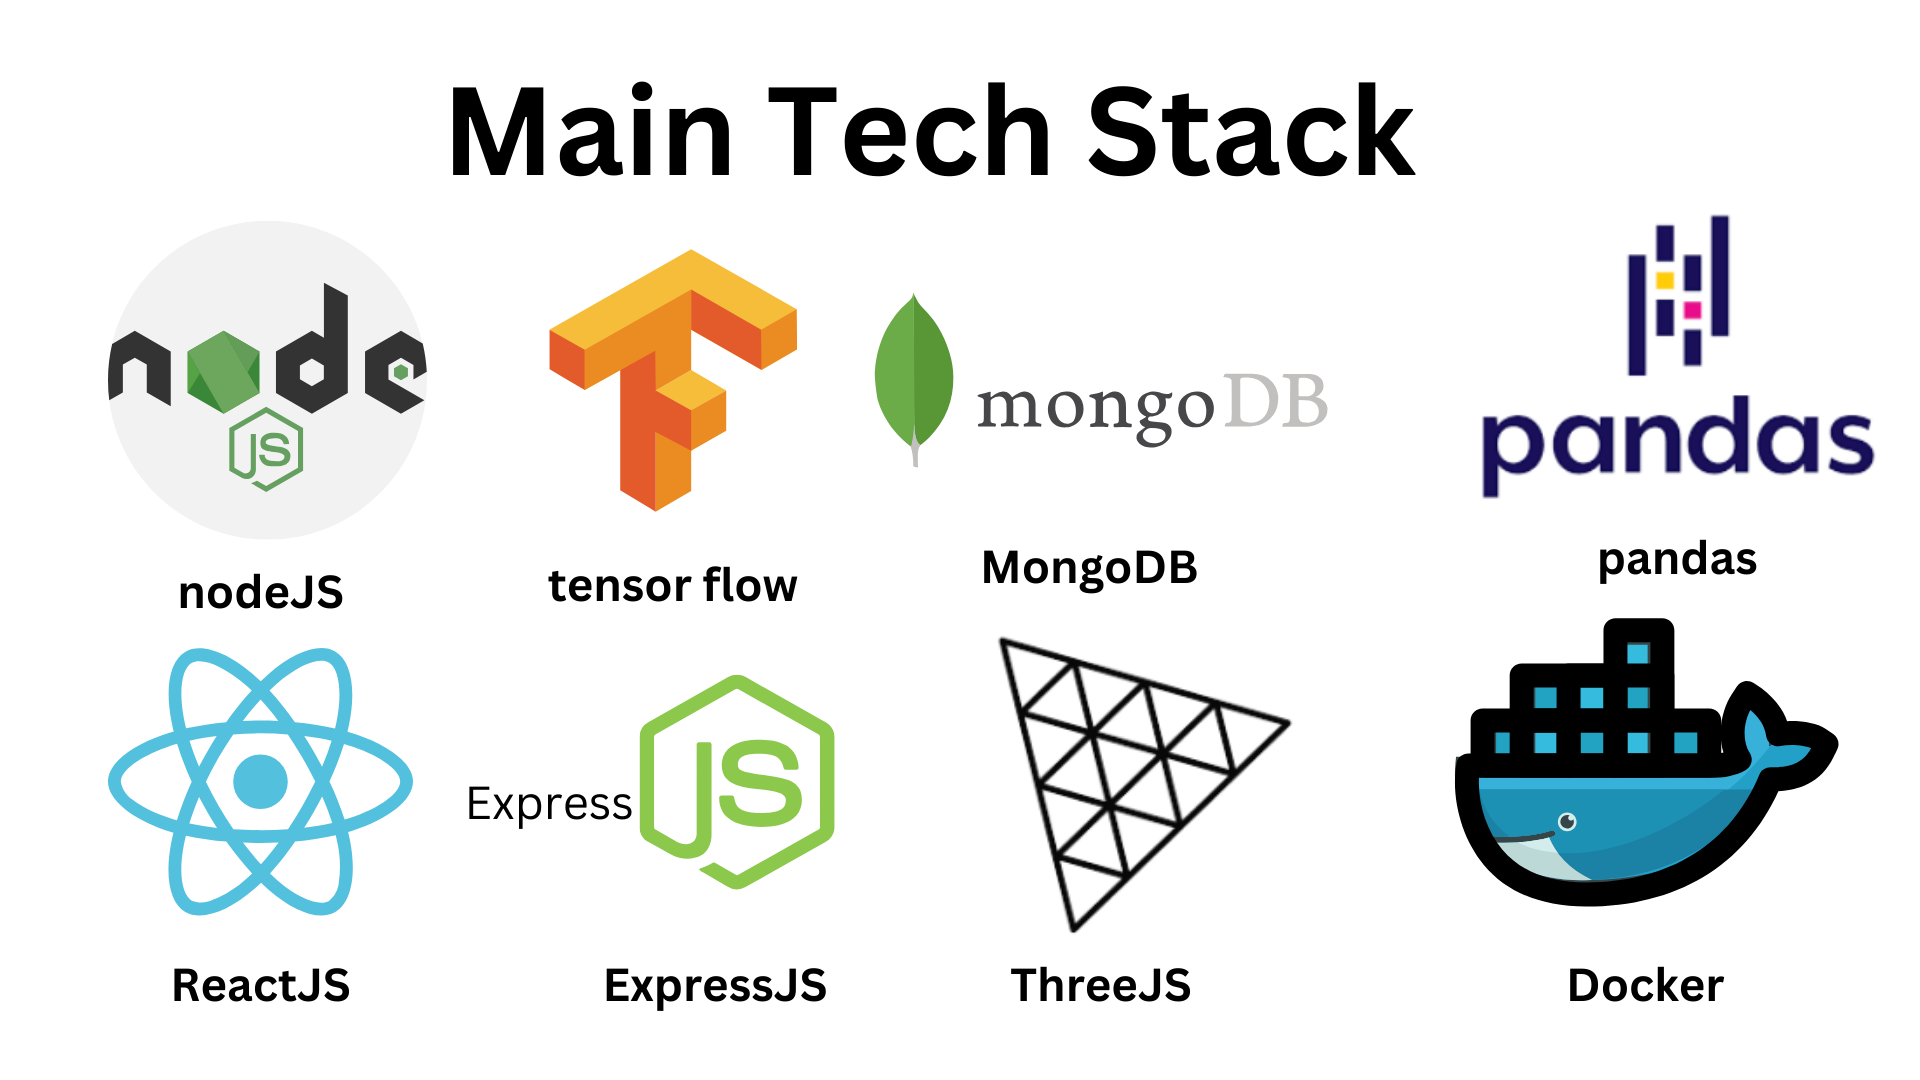 Main Tech Stack
node
JS
mongoDB
pandas
nodeJS
tensor flow
MongoDB
pandas
Express JS
ReactJS
ExpressJS
ThreeJS
Docker